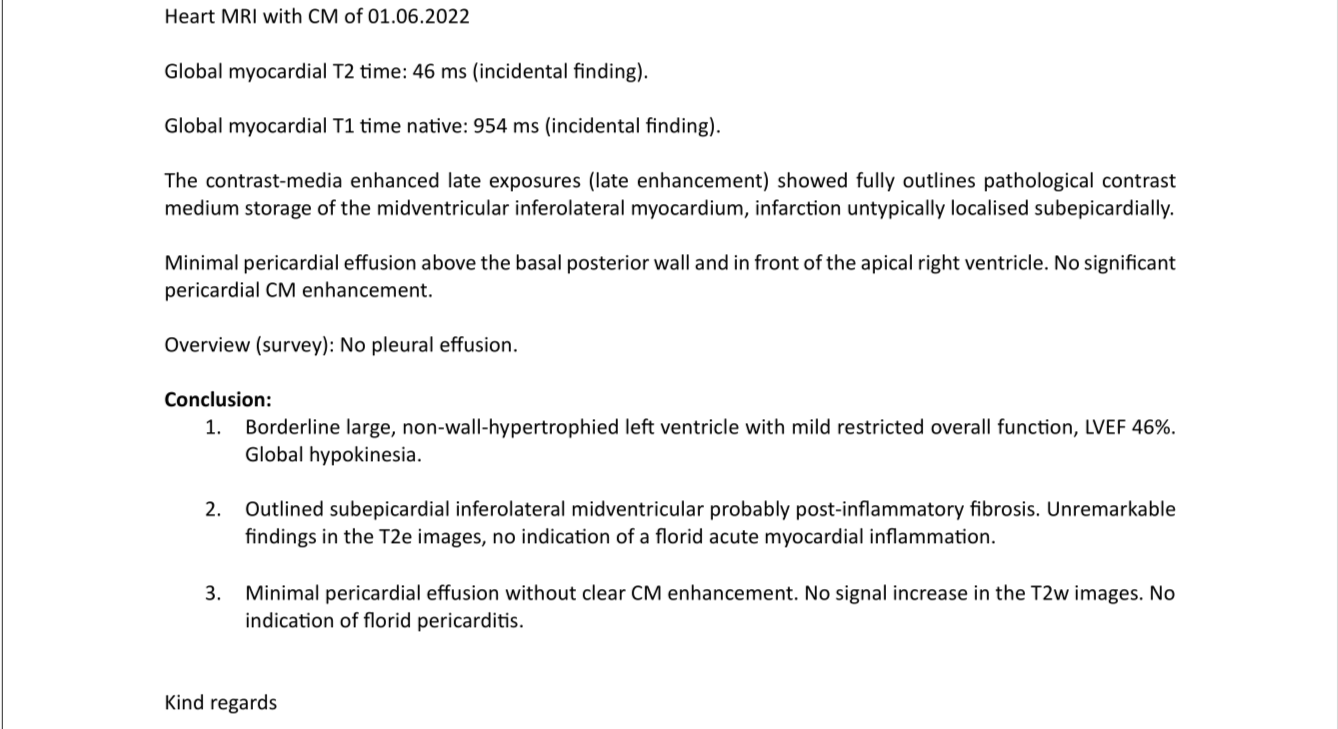 Heart MRI with CM of 01.06.2022
Global myocardial T2 time: 46 ms (incidental finding).
Global myocardial T1 time native: 954 ms (incidental finding).
The contrast-media enhanced late exposures (late enhancement) showed fully outlines pathological contrast
medium storage of the midventricular inferolateral myocardium, infarction untypically localised subepicardially.
Minimal pericardial effusion above the basal posterior wall and in front of the apical right ventricle. No significant
pericardial CM enhancement.
Overview (survey): No pleural effusion.
Conclusion:
1. Borderline large, non-wall-hypertrophied left ventricle with mild restricted overall function, LVEF 46%.
Global hypokinesia.
2. Outlined subepicardial inferolateral midventricular probably post-inflammatory fibrosis. Unremarkable
findings in the T2e images, no indication of a florid acute myocardial inflammation.
3. Minimal pericardial effusion without clear CM enhancement. No signal increase in the T2w images. No
indication of florid pericarditis.
Kind regards